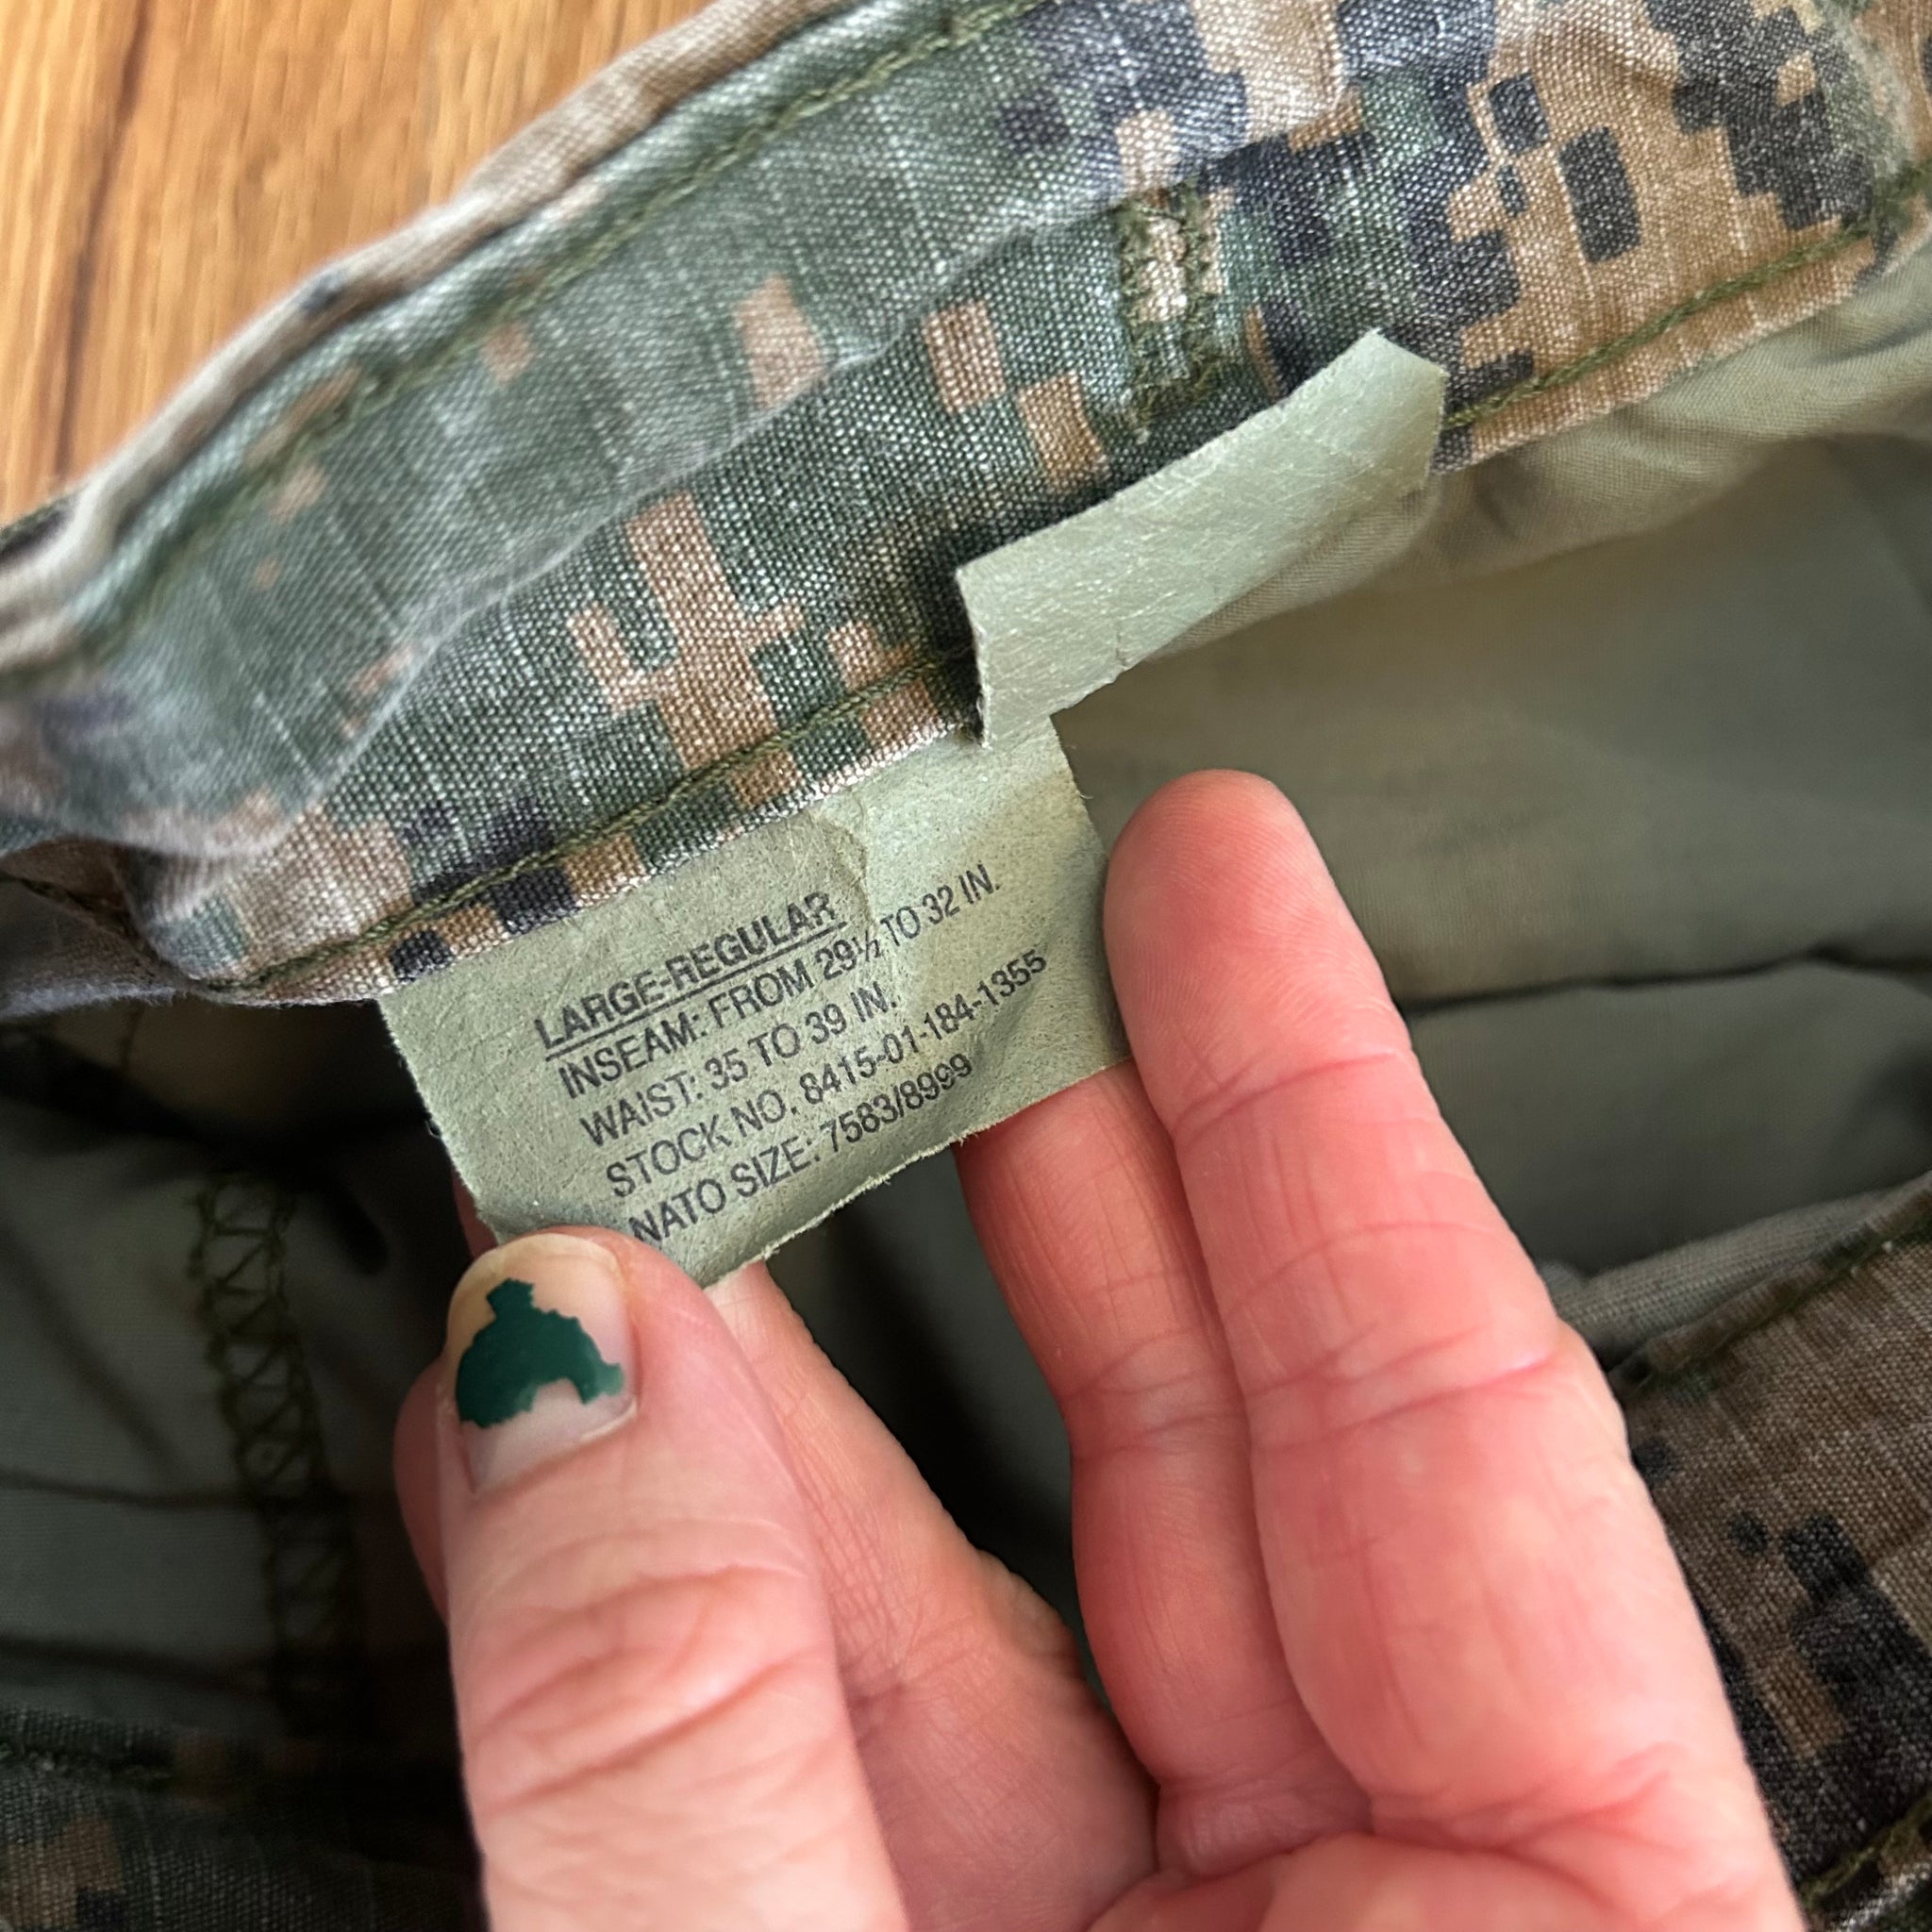 LARGE-REGULAR
INSEAM: FROM 29½ TO 32 IN.
WAIST: 35 TO 39 IN.
STOCK NO. 8415-01-184-1355
NATO SIZE: 7583/8999